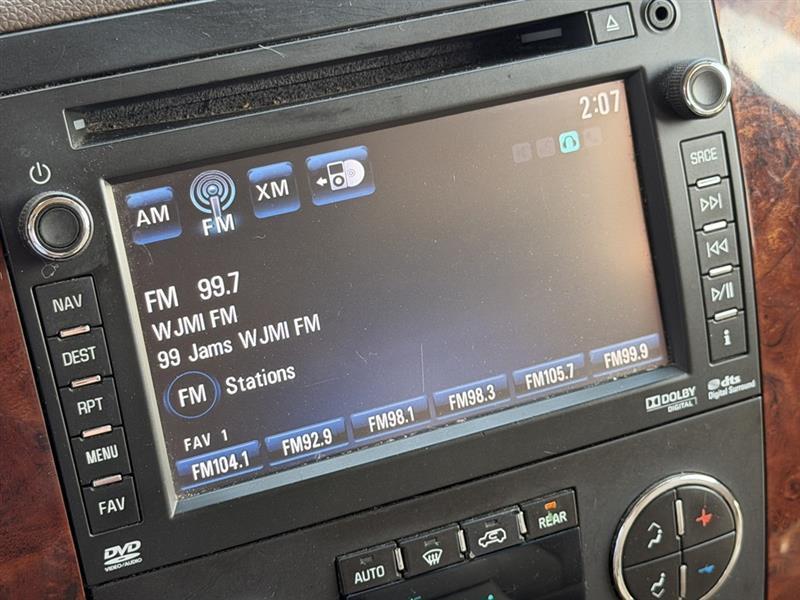 2:07
AM FM XM
FM 99.7
WJMI FM
99 Jams WJMI FM
FM Stations
FAV 1
FM104.1 FM92.9 FM98.1 FM98.3 FM105.7 FM99.9
NAV
DEST
RPT
MENU
FAV
SRCE
i
DVD
VIDEO/AUDIO
DOLBY
DIGITAL
dts
Digital Surround
AUTO
REAR